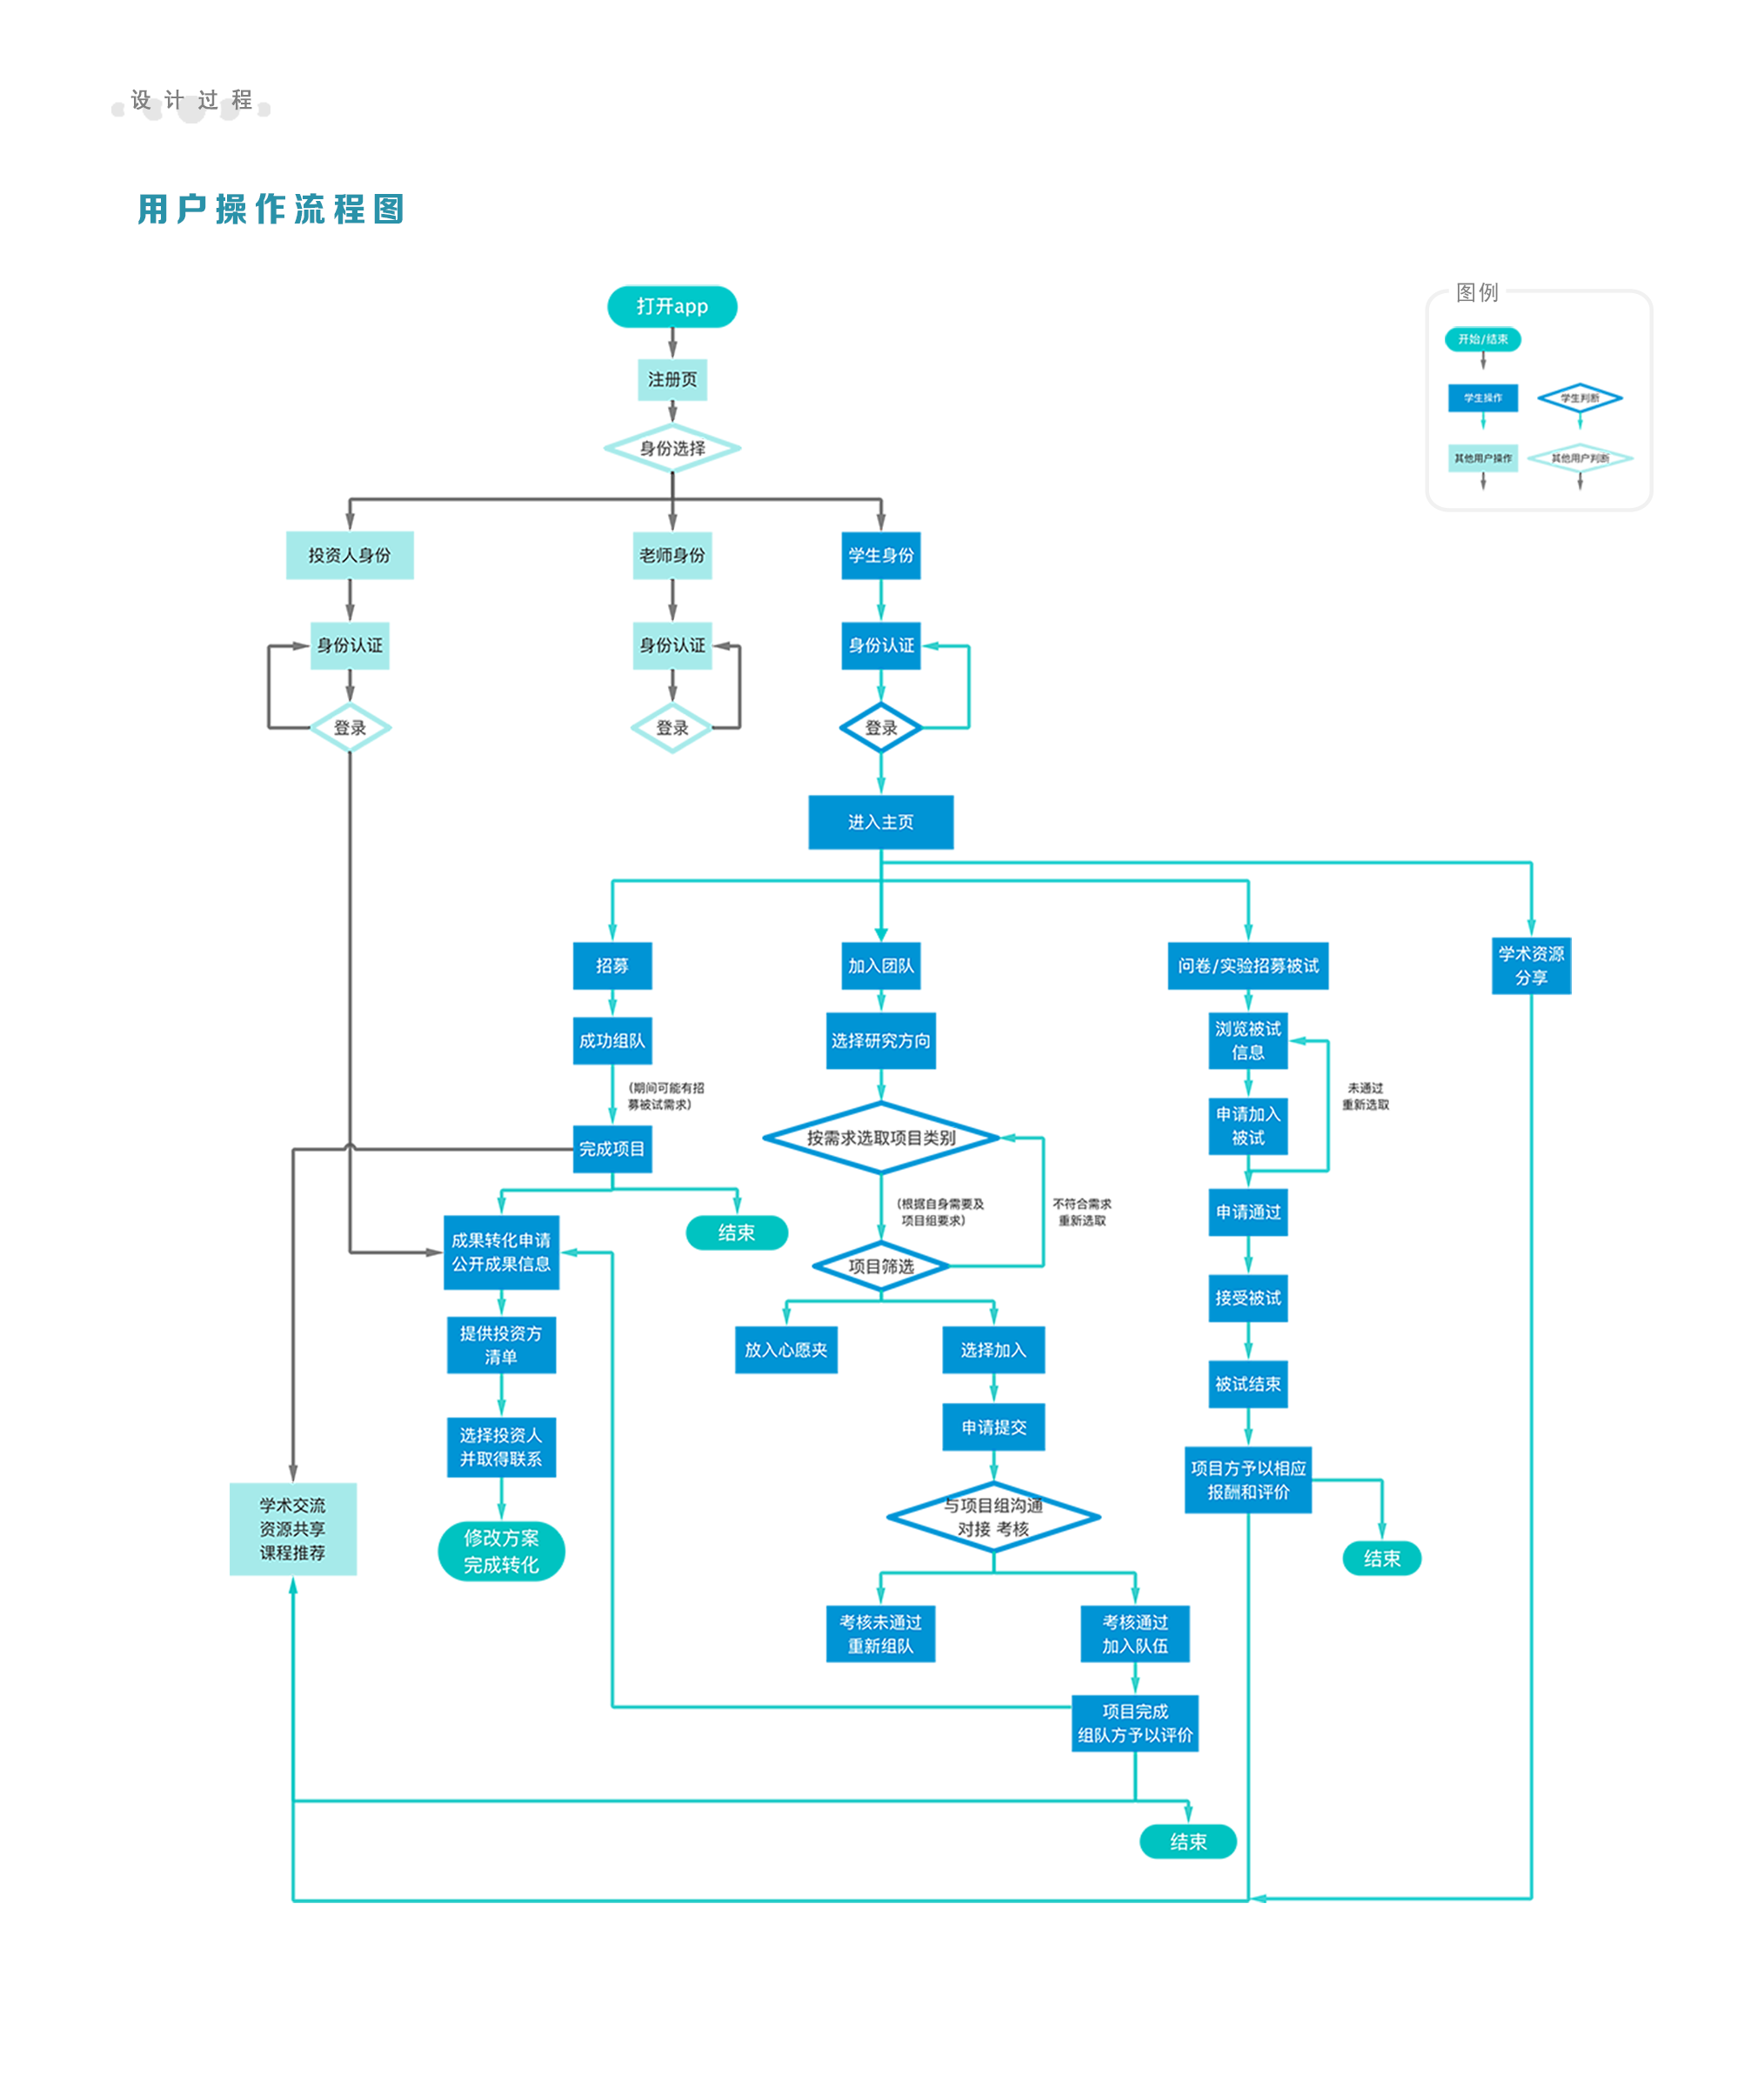 设计过程
用户操作流程图
图例
开始/结束
学生操作
学生判断
其他用户操作
其他用户判断
打开app
注册页
身份选择
投资人身份
老师身份
学生身份
身份认证
身份认证
身份认证
登录
登录
登录
进入主页
招募
加入团队
问卷/实验招募被试
学术资源
分享
成功组队
选择研究方向
浏览被试
信息
(期间可能有招
募被试需求)
未通过
重新选取
申请加入
被试
完成项目
按需求选取项目类别
(根据自身需要及
项目组要求)
不符合需求
重新选取
申请通过
成果转化申请
公开成果信息
结束
项目筛选
接受被试
提供投资方
清单
放入心愿夹
选择加入
被试结束
选择投资人
并取得联系
申请提交
项目方予以相应
报酬和评价
学术交流
资源共享
课程推荐
修改方案
完成转化
与项目组沟通
对接 考核
结束
考核未通过
重新组队
考核通过
加入队伍
项目完成
组队方予以评价
结束